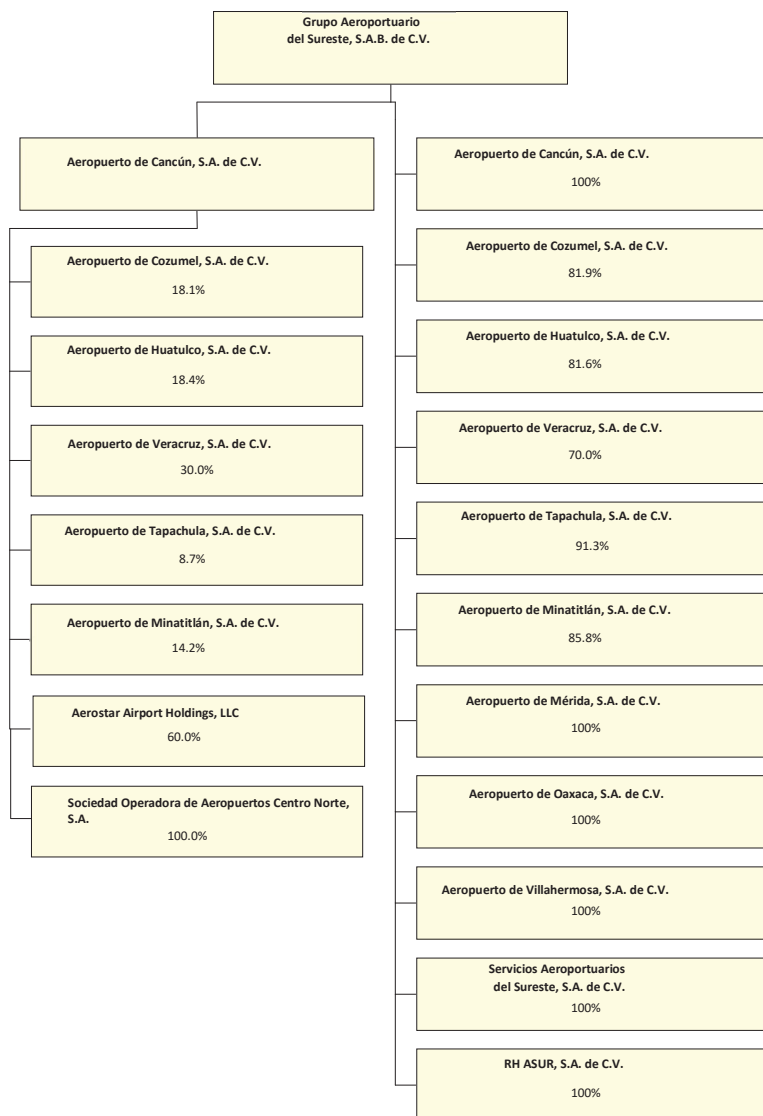 Grupo Aeroportuario
del Sureste, S.A.B. de C.V.
Aeropuerto de Cancún, S.A. de C.V.
Aeropuerto de Cozumel, S.A. de C.V.
18.1%
Aeropuerto de Huatulco, S.A. de C.V.
18.4%
Aeropuerto de Veracruz, S.A. de C.V.
30.0%
Aeropuerto de Tapachula, S.A. de C.V.
8.7%
Aeropuerto de Minatitlán, S.A. de C.V.
14.2%
Aerostar Airport Holdings, LLC
60.0%
Sociedad Operadora de Aeropuertos Centro Norte,
S.A.
100.0%
Aeropuerto de Cancún, S.A. de C.V.
100%
Aeropuerto de Cozumel, S.A. de C.V.
81.9%
Aeropuerto de Huatulco, S.A. de C.V.
81.6%
Aeropuerto de Veracruz, S.A. de C.V.
70.0%
Aeropuerto de Tapachula, S.A. de C.V.
91.3%
Aeropuerto de Minatitlán, S.A. de C.V.
85.8%
Aeropuerto de Mérida, S.A. de C.V.
100%
Aeropuerto de Oaxaca, S.A. de C.V.
100%
Aeropuerto de Villahermosa, S.A. de C.V.
100%
Servicios Aeroportuarios
del Sureste, S.A. de C.V.
100%
RH ASUR, S.A. de C.V.
100%